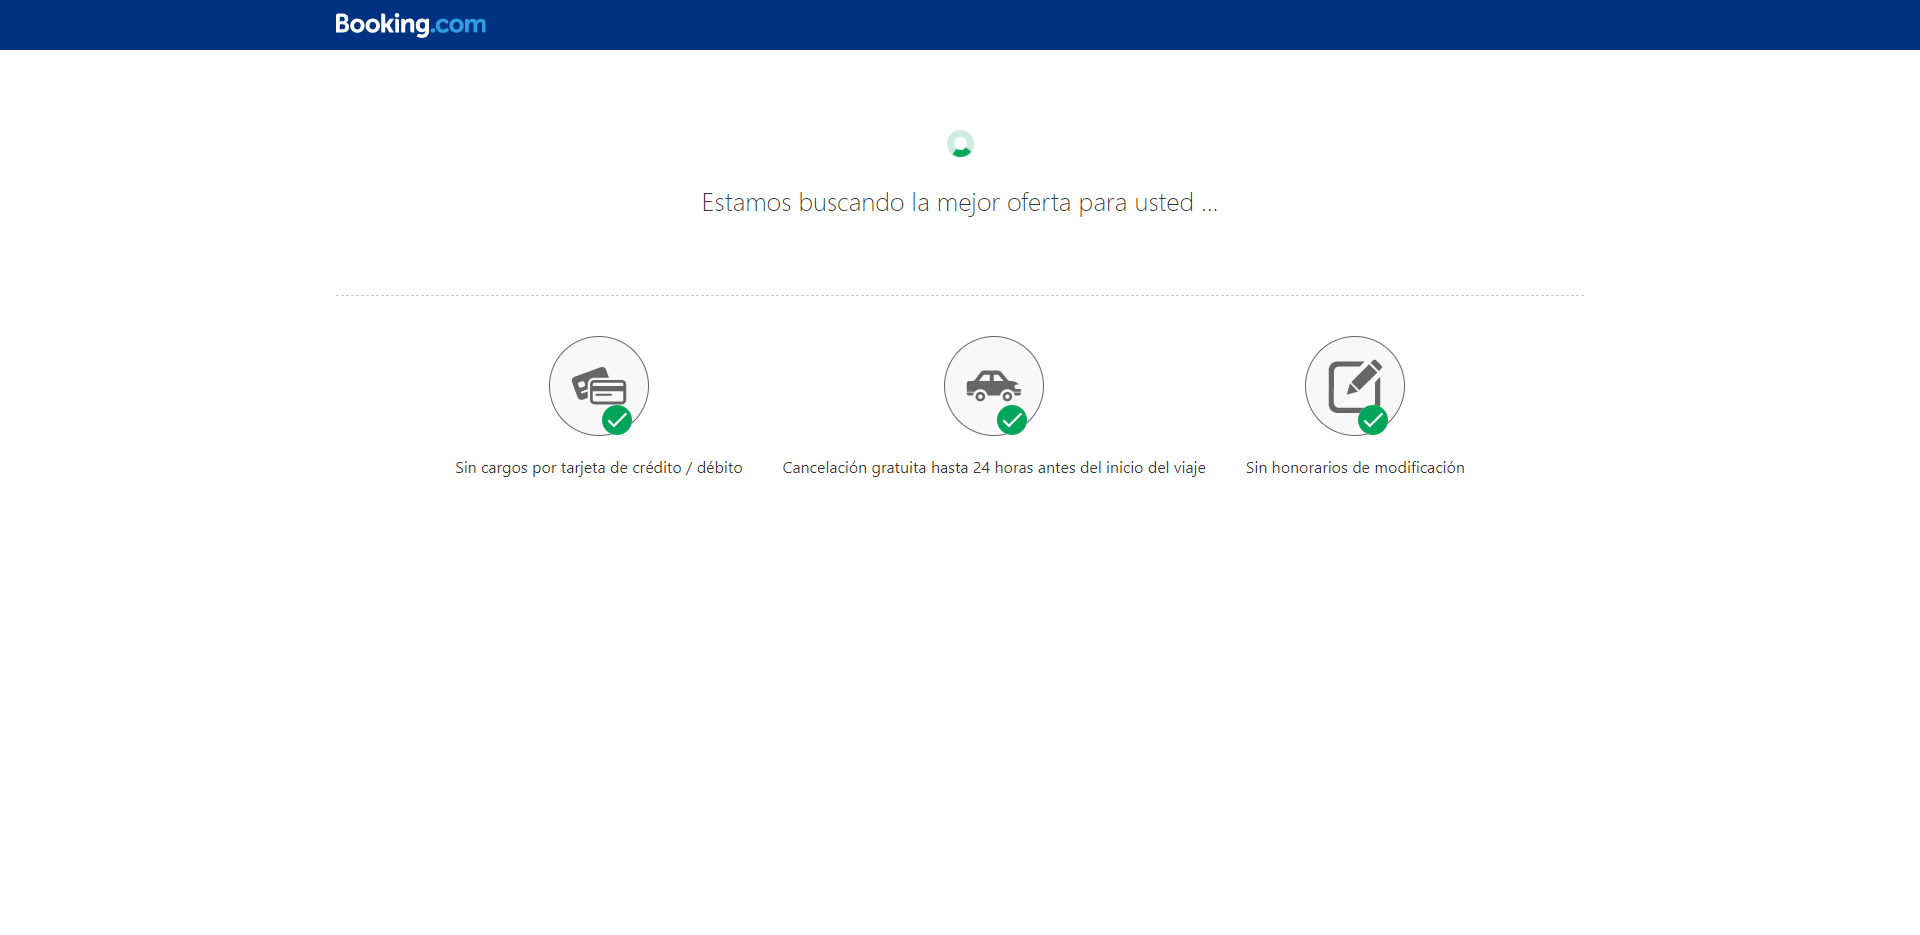 Booking.com
Estamos buscando la mejor oferta para usted ...
Sin cargos por tarjeta de crédito / débito
Cancelación gratuita hasta 24 horas antes del inicio del viaje
Sin honorarios de modificación